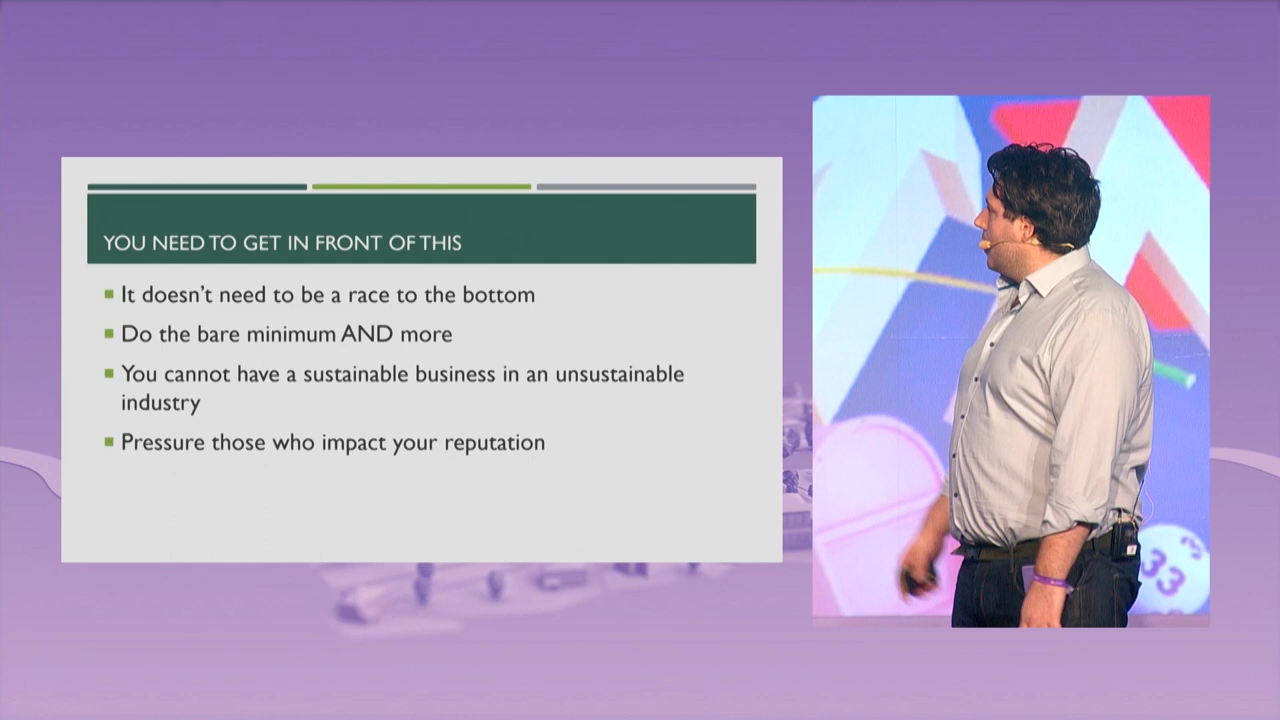 YOU NEED TO GET IN FRONT OF THIS
It doesn't need to be a race to the bottom
Do the bare minimum AND more
You cannot have a sustainable business in an unsustainable
industry
Pressure those who impact your reputation
33